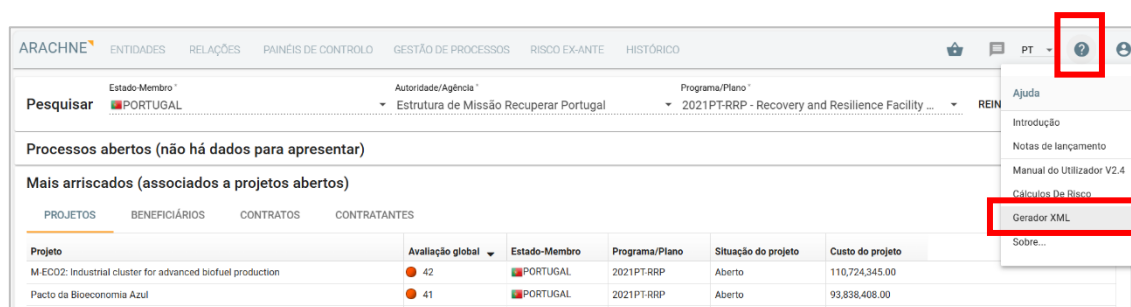 ARACHNE ENTIDADES RELAÇÕES PAINÉIS DE CONTROLO GESTÃO DE PROCESSOS RISCO EX-ANTE HISTÓRICO PT
Estado-Membro * Autoridade/Agência * Programa/Plano *
Pesquisar PORTUGAL Estrutura de Missão Recuperar Portugal 2021PT-RRP - Recovery and Resilience Facility ... REIN
Ajuda
Introdução
Notas de lançamento
Manual do Utilizador V2.4
Cálculos De Risco
Gerador XML
Sobre...
Processos abertos (não há dados para apresentar)
Mais arriscados (associados a projetos abertos)
PROJETOS BENEFICIÁRIOS CONTRATOS CONTRATANTES
Projeto Avaliação global Estado-Membro Programa/Plano Situação do projeto Custo do projeto
M-ECO2: Industrial cluster for advanced biofuel production 42 PORTUGAL 2021PT-RRP Aberto 110,724,345.00
Pacto da Bioeconomia Azul 41 PORTUGAL 2021PT-RRP Aberto 93,838,408.00